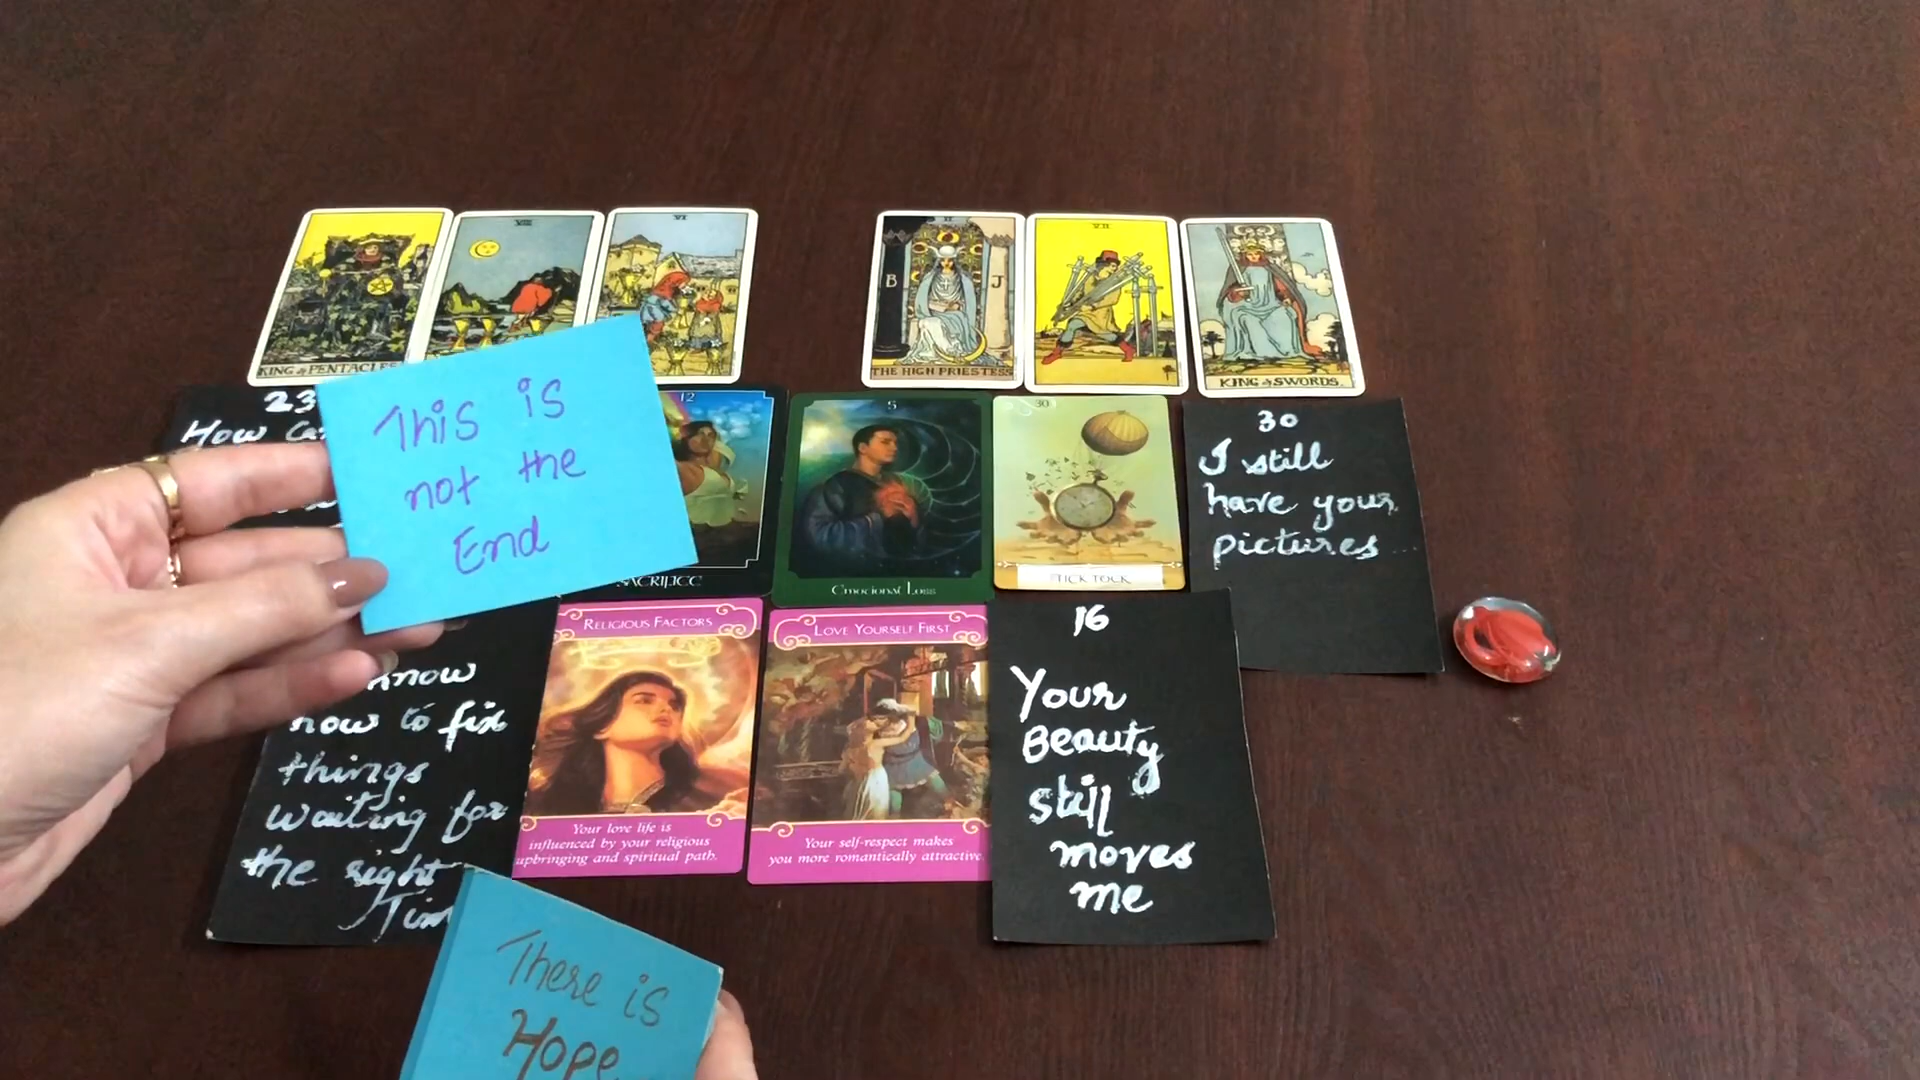 VIII
VI
II
VII
B
J
KING of PENTACLES
THE HIGH PRIESTESS
KING of SWORDS.
23
How
This is
not the
End
12
SACRIFICE
5
Emotional Loss
30
TICK TOCK
30
I still
have your
pictures
know
how to fix
things
waiting for
the right
RELIGIOUS FACTORS
Your love life is
influenced by your religious
upbringing and spiritual path.
LOVE YOURSELF FIRST
Your self-respect makes
you more romantically attractive.
16
Your
Beauty
still
moves
me
There is
Hope